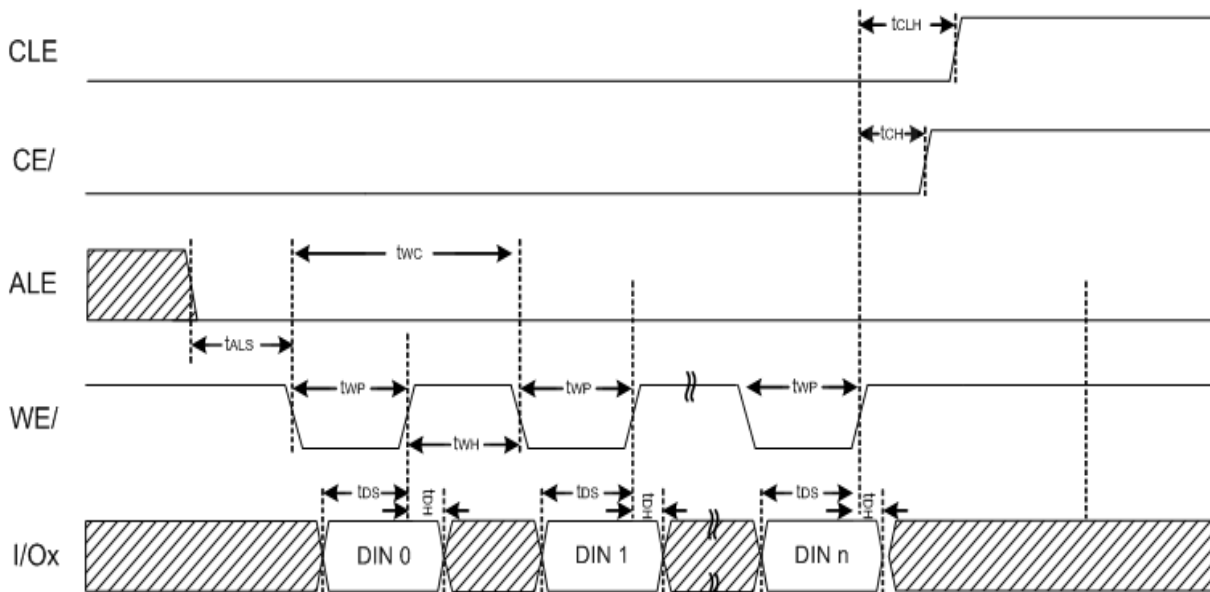 CLE
tCLH
CE/
tCH
ALE
tWC
tALS
WE/
tWP
tWP
tWP
tWH
tDS
tDH
tDS
tDH
tDS
tDH
I/Ox
DIN 0
DIN 1
DIN n